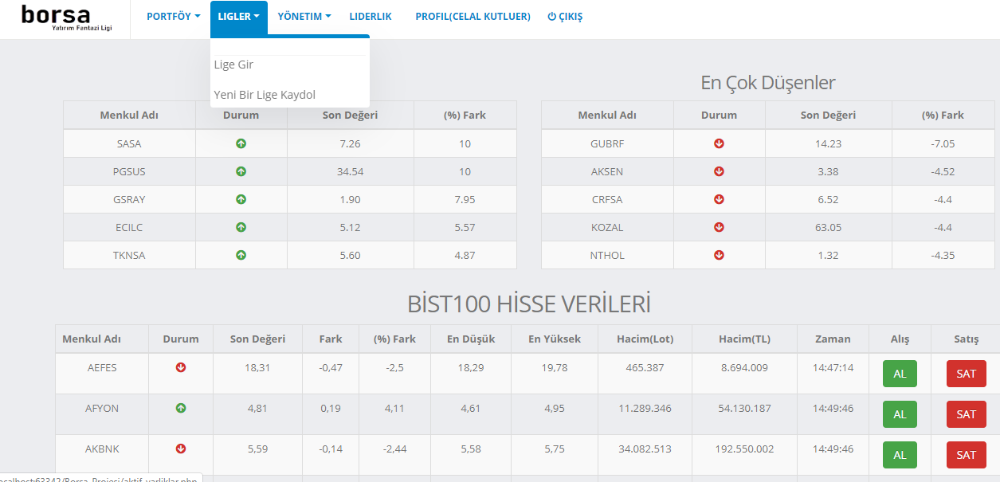 borsa
Yatırım Fantazi Ligi
PORTFÖY LIGLER YÖNETIM LIDERLIK PROFIL(CELAL KUTLUER) ÇIKIŞ
Lige Gir
Yeni Bir Lige Kaydol
En Çok Düşenler
Menkul Adı Durum Son Değeri (%) Fark
SASA 7.26 10
PGSUS 34.54 10
GSRAY 1.90 7.95
ECILC 5.12 5.57
TKNSA 5.60 4.87
Menkul Adı Durum Son Değeri (%) Fark
GUBRF 14.23 -7.05
AKSEN 3.38 -4.52
CRFSA 6.52 -4.4
KOZAL 63.05 -4.4
NTHOL 1.32 -4.35
BİST100 HİSSE VERİLERİ
Menkul Adı Durum Son Değeri Fark (%) Fark En Düşük En Yüksek Hacim(Lot) Hacim(TL) Zaman Alış Satış
AEFES 18,31 -0,47 -2,5 18,29 19,78 465.387 8.694.009 14:47:14 AL SAT
AFYON 4,81 0,19 4,11 4,61 4,95 11.289.346 54.130.187 14:49:46 AL SAT
AKBNK 5,59 -0,14 -2,44 5,58 5,75 34.082.513 192.550.002 14:49:46 AL SAT